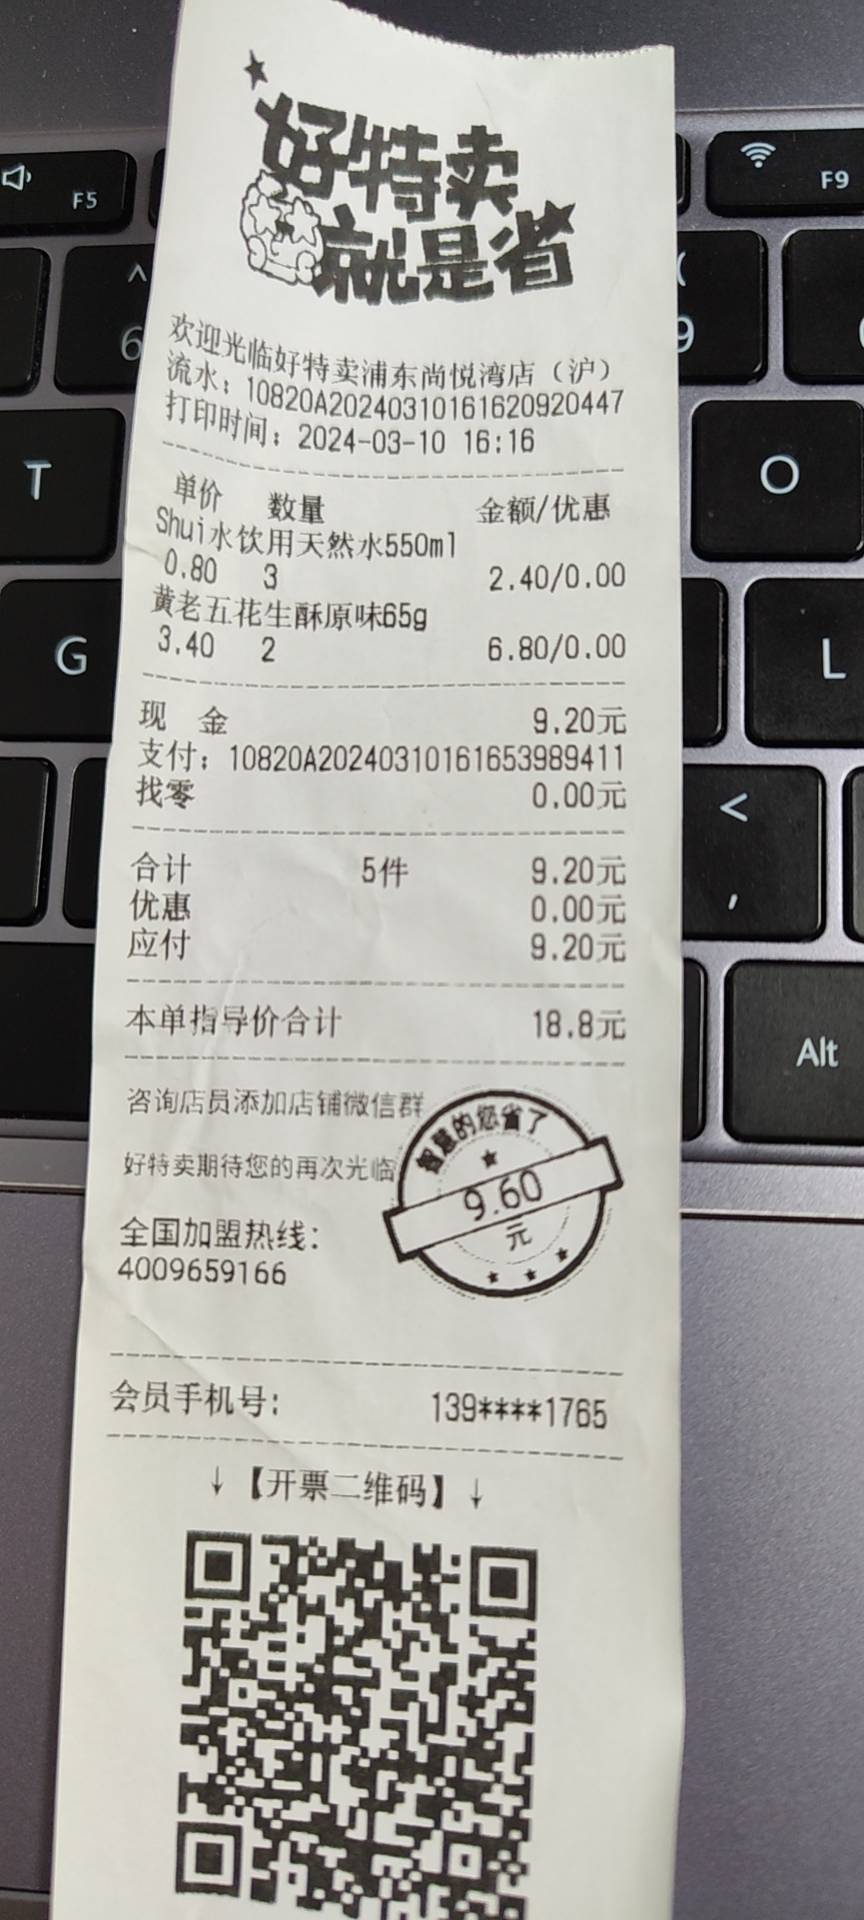 好特卖
就是省
欢迎光临好特卖浦东尚悦湾店（沪）
流水：10820A20240310161620920447
打印时间：2024-03-10 16:16
单价 数量 金额/优惠
Shui水饮用天然水550ml
0.80 3 2.40/0.00
黄老五花生酥原味65g
3.40 2 6.80/0.00
现 金 9.20元
支付：10820A20240310161653989411
找零 0.00元
合计 5件 9.20元
优惠 0.00元
应付 9.20元
本单指导价合计 18.8元
咨询店员添加店铺微信群
好特卖期待您的再次光临
智慧的您省了
9.60
元
全国加盟热线：
4009659166
会员手机号： 139****1765
↓【开票二维码】↓
F5
F9
^
6
(
9
T
O
G
L
<
,
Alt